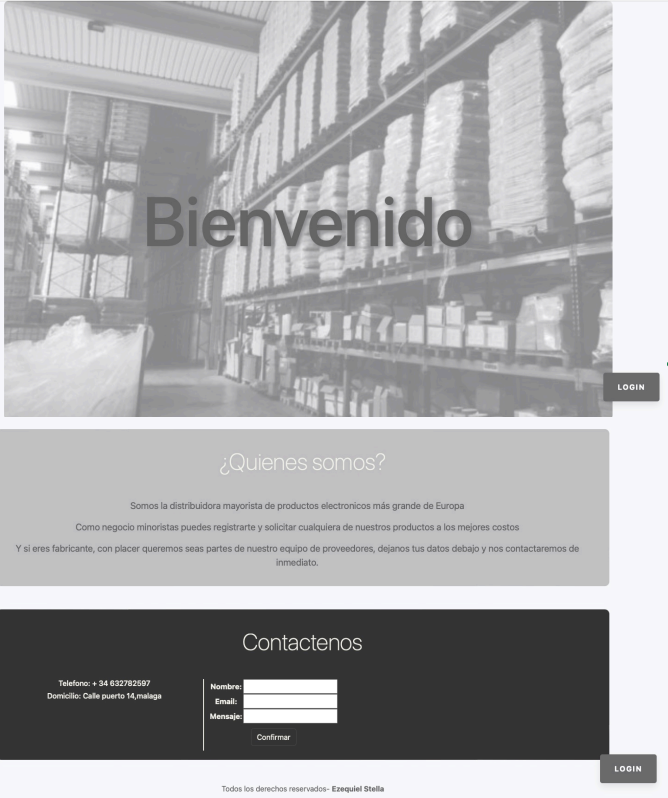 Bienvenido
LOGIN
¿Quienes somos?
Somos la distribuidora mayorista de productos electronicos más grande de Europa
Como negocio minoristas puedes registrarte y solicitar cualquiera de nuestros productos a los mejores costos
Y si eres fabricante, con placer queremos seas partes de nuestro equipo de proveedores, dejanos tus datos debajo y nos contactaremos de
inmediato.
Contactenos
Telefono: + 34 632782597
Domicilio: Calle puerto 14,malaga
Nombre:
Email:
Mensaje:
Confirmar
LOGIN
Todos los derechos reservados- Ezequiel Stella